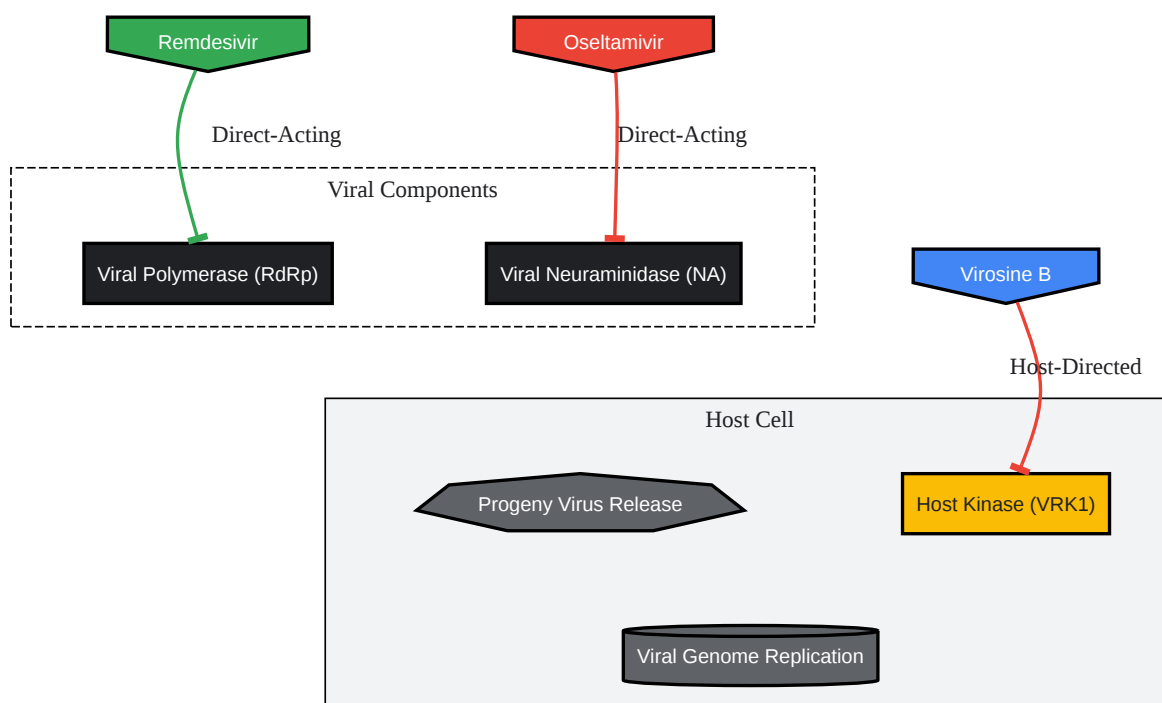 Remdesivir
Oseltamivir
Direct-Acting
Direct-Acting
Viral Components
Viral Polymerase (RdRp)
Viral Neuraminidase (NA)
Virosine B
Host-Directed
Host Cell
Progeny Virus Release
Host Kinase (VRK1)
Viral Genome Replication